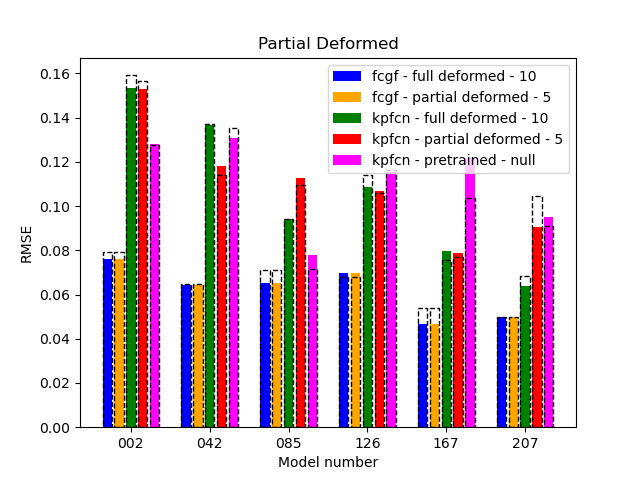 Partial Deformed
fcgf - full deformed - 10
fcgf - partial deformed - 5
kpfcn - full deformed - 10
kpfcn - partial deformed - 5
kpfcn - pretrained - null
RMSE
0.16
0.14
0.12
0.10
0.08
0.06
0.04
0.02
0.00
002 042 085 126 167 207
Model number